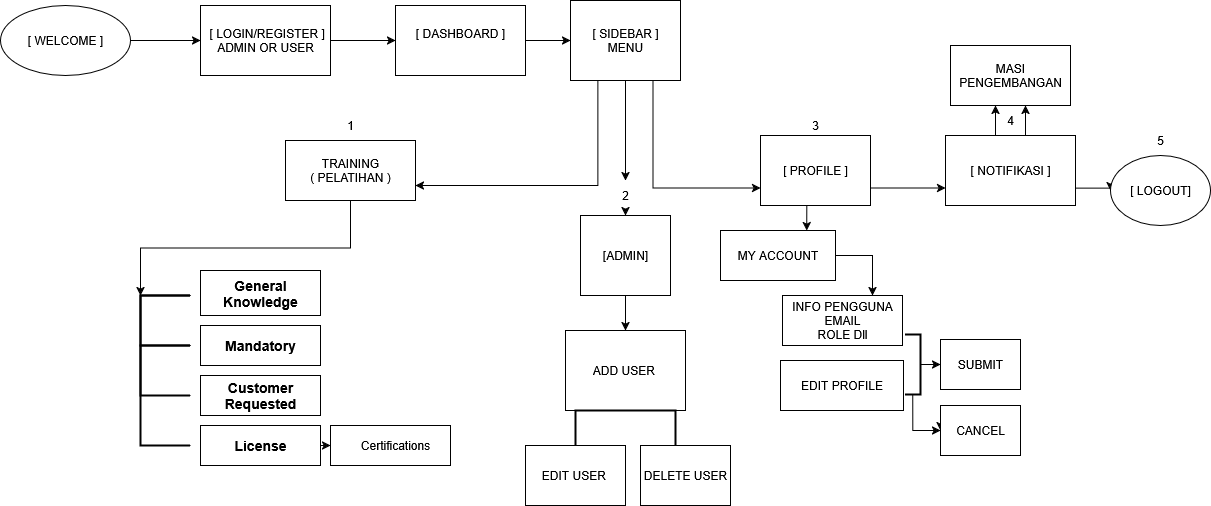 [ WELCOME ]
[ LOGIN/REGISTER ]
ADMIN OR USER
[ DASHBOARD ]
[ SIDEBAR ]
MENU
MASI
PENGEMBANGAN
1
TRAINING
( PELATIHAN )
2
3
[ PROFILE ]
4
[ NOTIFIKASI ]
5
[ LOGOUT]
General
Knowledge
Mandatory
Customer
Requested
License
Certifications
[ADMIN]
ADD USER
EDIT USER
DELETE USER
MY ACCOUNT
INFO PENGGUNA
EMAIL
ROLE Dll
EDIT PROFILE
SUBMIT
CANCEL